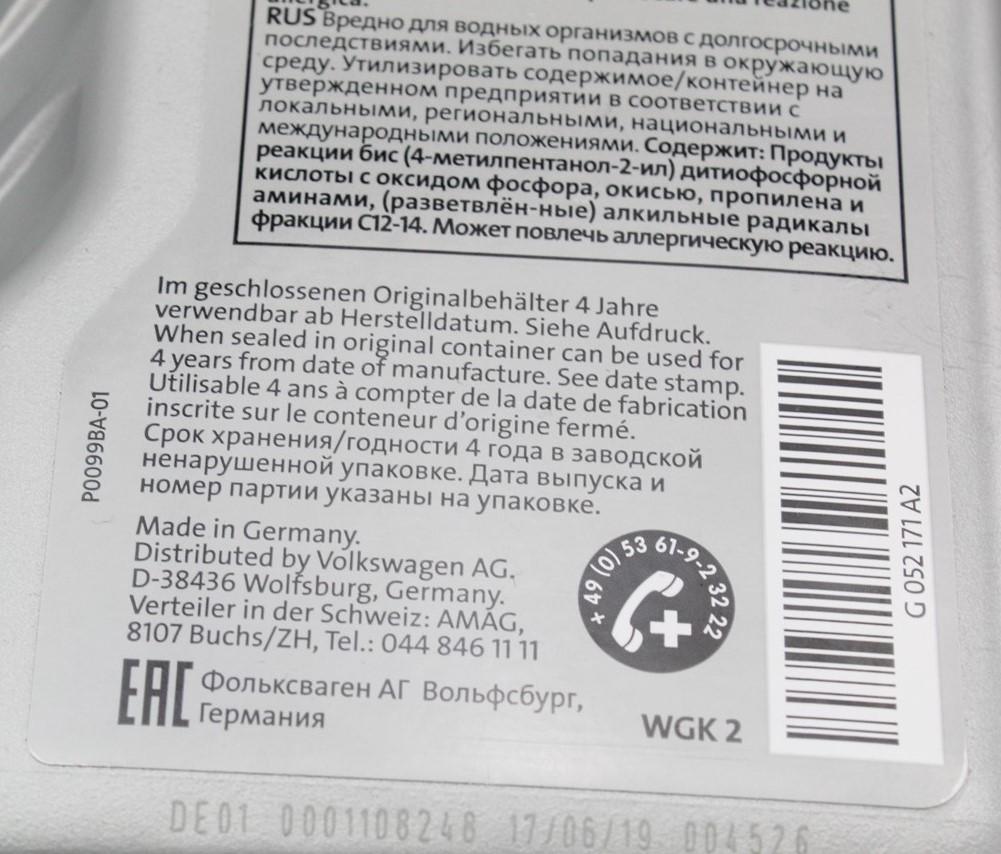 una reazione
allergica.
RUS Вредно для водных организмов с долгосрочными
последствиями. Избегать попадания в окружающую
среду. Утилизировать содержимое/контейнер на
утвержденном предприятии в соответствии с
локальными, региональными, национальными и
международными положениями. Содержит: Продукты
реакции бис (4-метилпентанол-2-ил) дитиофосфорной
кислоты с оксидом фосфора, окисью, пропилена и
аминами, (разветвлён-ные) алкильные радикалы
фракции C12-14. Может повлечь аллергическую реакцию.
Im geschlossenen Originalbehälter 4 Jahre
verwendbar ab Herstelldatum. Siehe Aufdruck.
When sealed in original container can be used for
4 years from date of manufacture. See date stamp.
Utilisable 4 ans à compter de la date de fabrication
inscrite sur le conteneur d'origine fermé.
Срок хранения/годности 4 года в заводской
ненарушенной упаковке. Дата выпуска и
номер партии указаны на упаковке.
P0099BA-01
Made in Germany.
Distributed by Volkswagen AG,
D-38436 Wolfsburg, Germany.
Verteiler in der Schweiz: AMAG,
8107 Buchs/ZH, Tel.: 044 846 11 11
+ 49 (0) 53 61-9-2 32 22
G 052 171 A2
EAC Фольксваген АГ Вольфсбург,
Германия
WGK 2
DE01 0001108248 17/06/19 004526